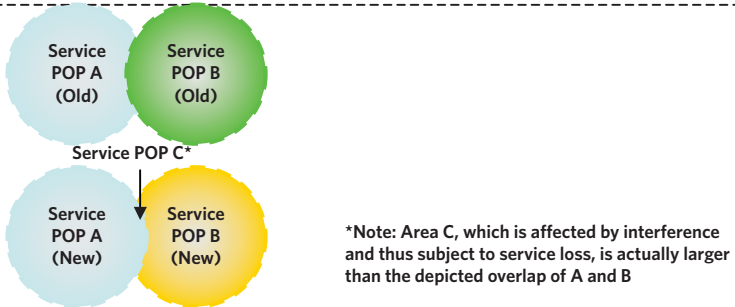 Service
POP A
(Old)
Service
POP B
(Old)
Service POP C*
Service
POP A
(New)
Service
POP B
(New)
*Note: Area C, which is affected by interference
and thus subject to service loss, is actually larger
than the depicted overlap of A and B